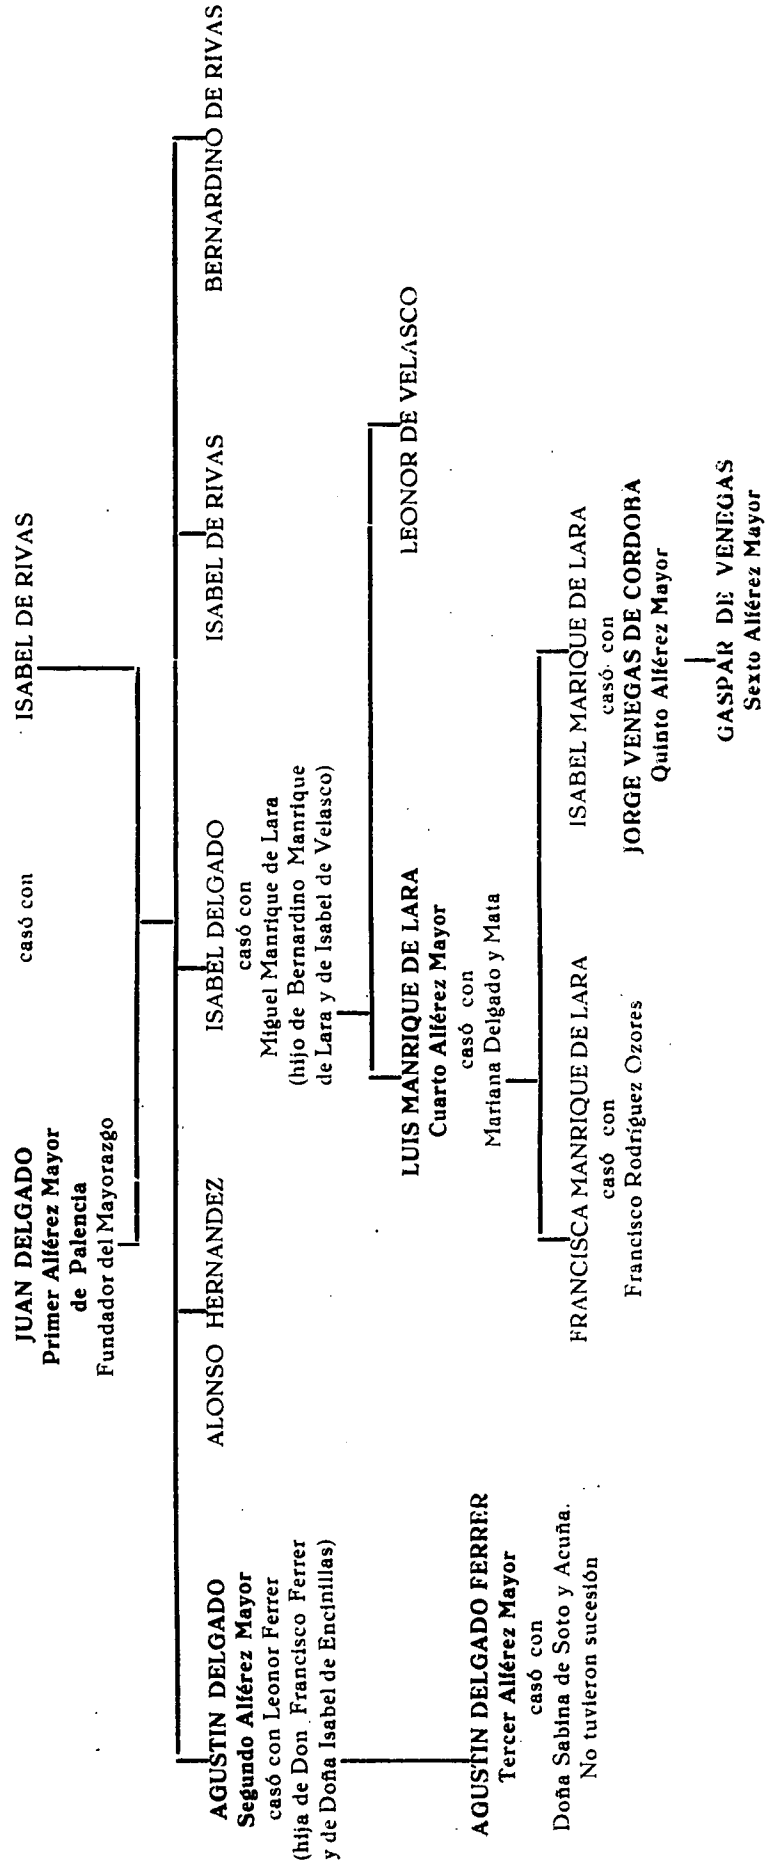 JUAN DELGADO
Primer Alférez Mayor
de Palencia
Fundador del Mayorazgo
casó con
ISABEL DE RIVAS
AGUSTIN DELGADO
Segundo Alférez Mayor
casó con Leonor Ferrer
(hija de Don Francisco Ferrer
y de Doña Isabel de Encinillas)
ALONSO HERNANDEZ
ISABEL DELGADO
casó con
Miguel Manrique de Lara
(hijo de Bernardino Manrique
de Lara y de Isabel de Velasco)
ISABEL DE RIVAS
BERNARDINO DE RIVAS
LUIS MANRIQUE DE LARA
Cuarto Alférez Mayor
casó con
Mariana Delgado y Mata
LEONOR DE VELASCO
AGUSTIN DELGADO FERRER
Tercer Alférez Mayor
casó con
Doña Sabina de Soto y Acuña.
No tuvieron sucesión
FRANCISCA MANRIQUE DE LARA
casó con
Francisco Rodríguez Ozores
ISABEL MARIQUE DE LARA
casó con
JORGE VENEGAS DE CORDOBA
Quinto Alférez Mayor
GASPAR DE VENEGAS
Sexto Alférez Mayor